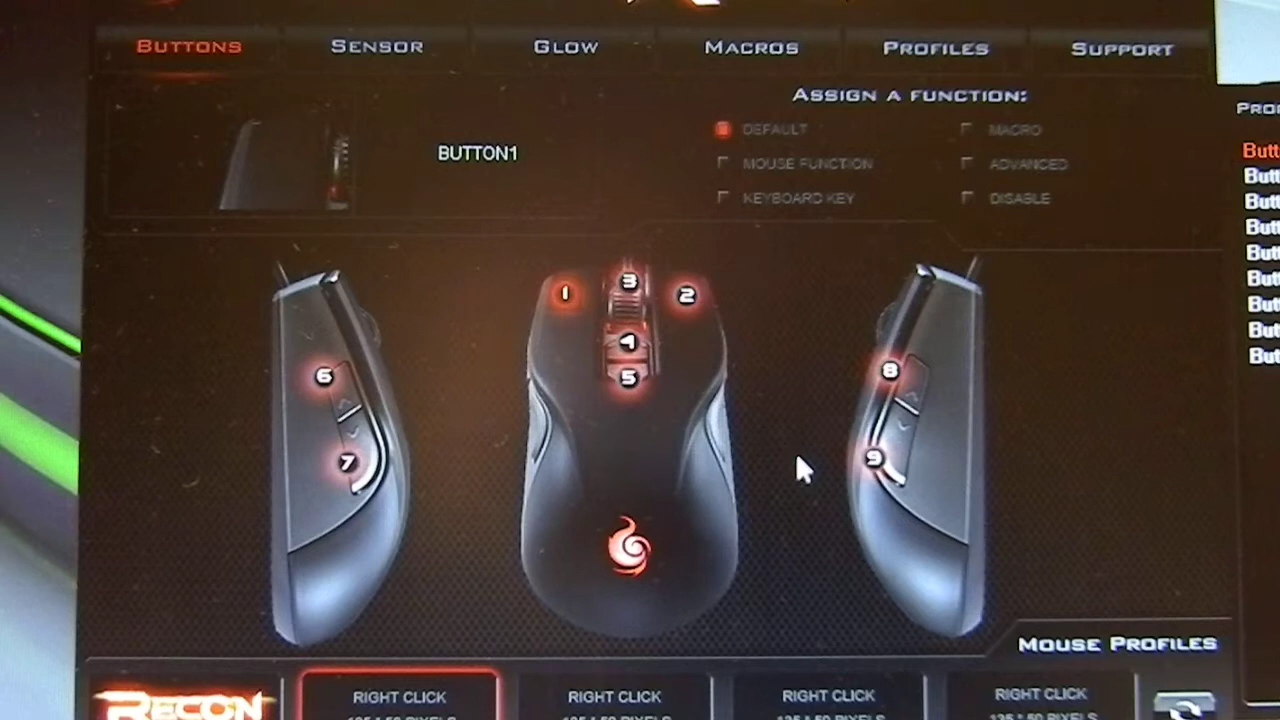 BUTTONS SENSOR GLOW MACROS PROFILES SUPPORT
ASSIGN A FUNCTION:
BUTTON1
DEFAULT MACRO
MOUSE FUNCTION ADVANCED
KEYBOARD KEY DISABLE
1 3 2
4
5
6 8
7 9
MOUSE PROFILES
RECON
RIGHT CLICK RIGHT CLICK RIGHT CLICK RIGHT CLICK